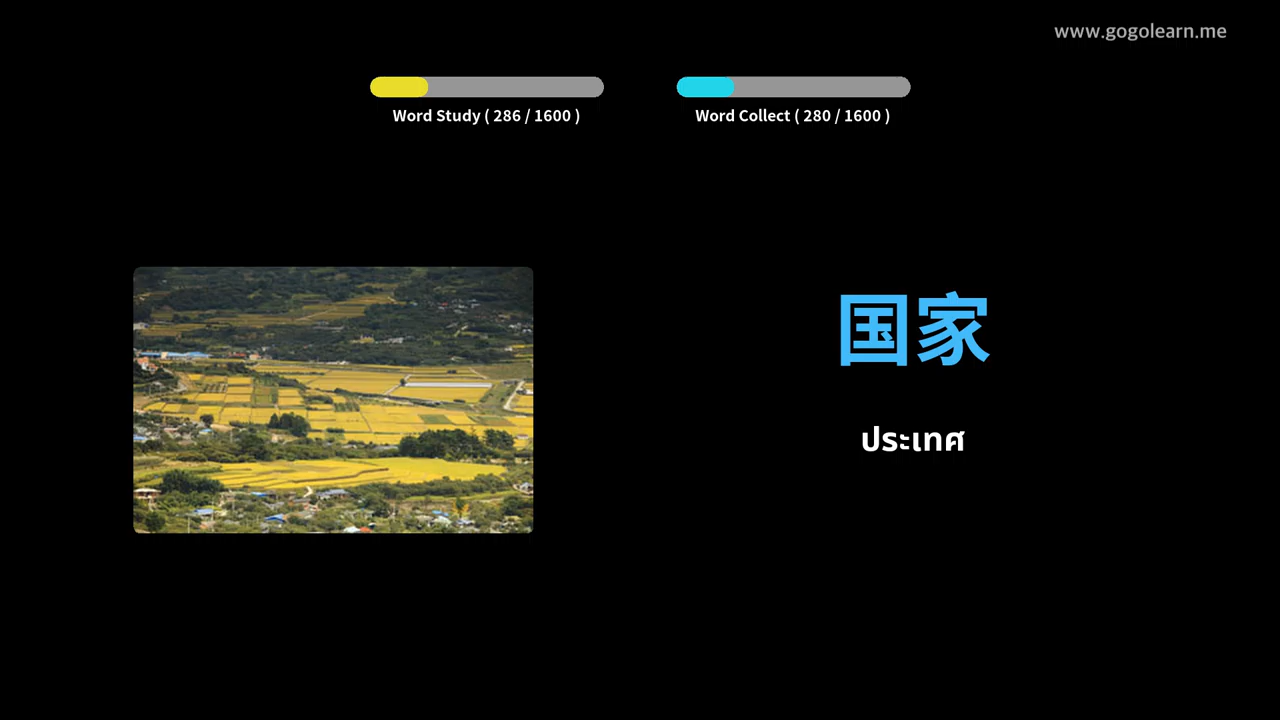 www.gogolearn.me
Word Study ( 286 / 1600 )
Word Collect ( 280 / 1600 )
国家
ประเทศ